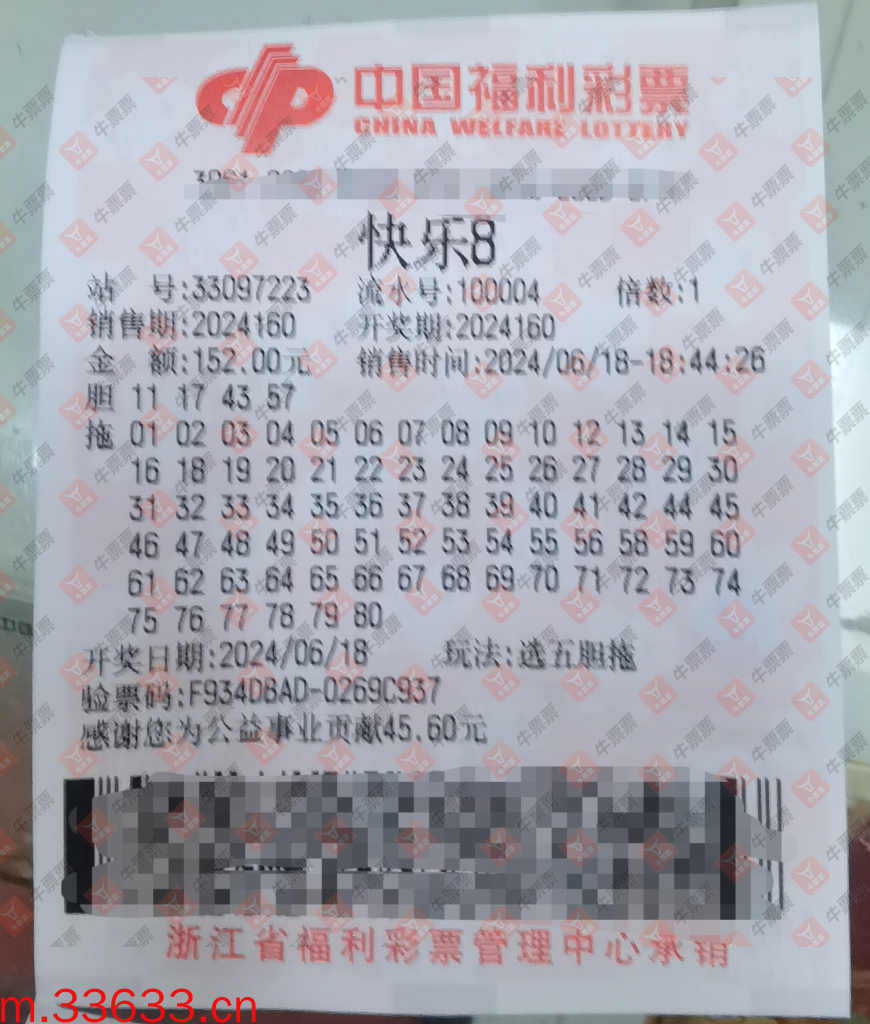 中国福利彩票
CHINA WELFARE LOTTERY
快乐8
站 号:33097223 流水号:100004 倍数:1
销售期:2024160 开奖期:2024160
金 额:152.00元 销售时间:2024/06/18-18:44:26
胆 11 17 43 57
拖 01 02 03 04 05 06 07 08 09 10 12 13 14 15
16 18 19 20 21 22 23 24 25 26 27 28 29 30
31 32 33 34 35 36 37 38 39 40 41 42 44 45
46 47 48 49 50 51 52 53 54 55 56 58 59 60
61 62 63 64 65 66 67 68 69 70 71 72 73 74
75 76 77 78 79 80
开奖日期:2024/06/18 玩法:选五胆拖
验票码:F934DBAD-0269C937
感谢您为公益事业贡献45.60元
浙江省福利彩票管理中心承销
m.33633.cn
牛票票